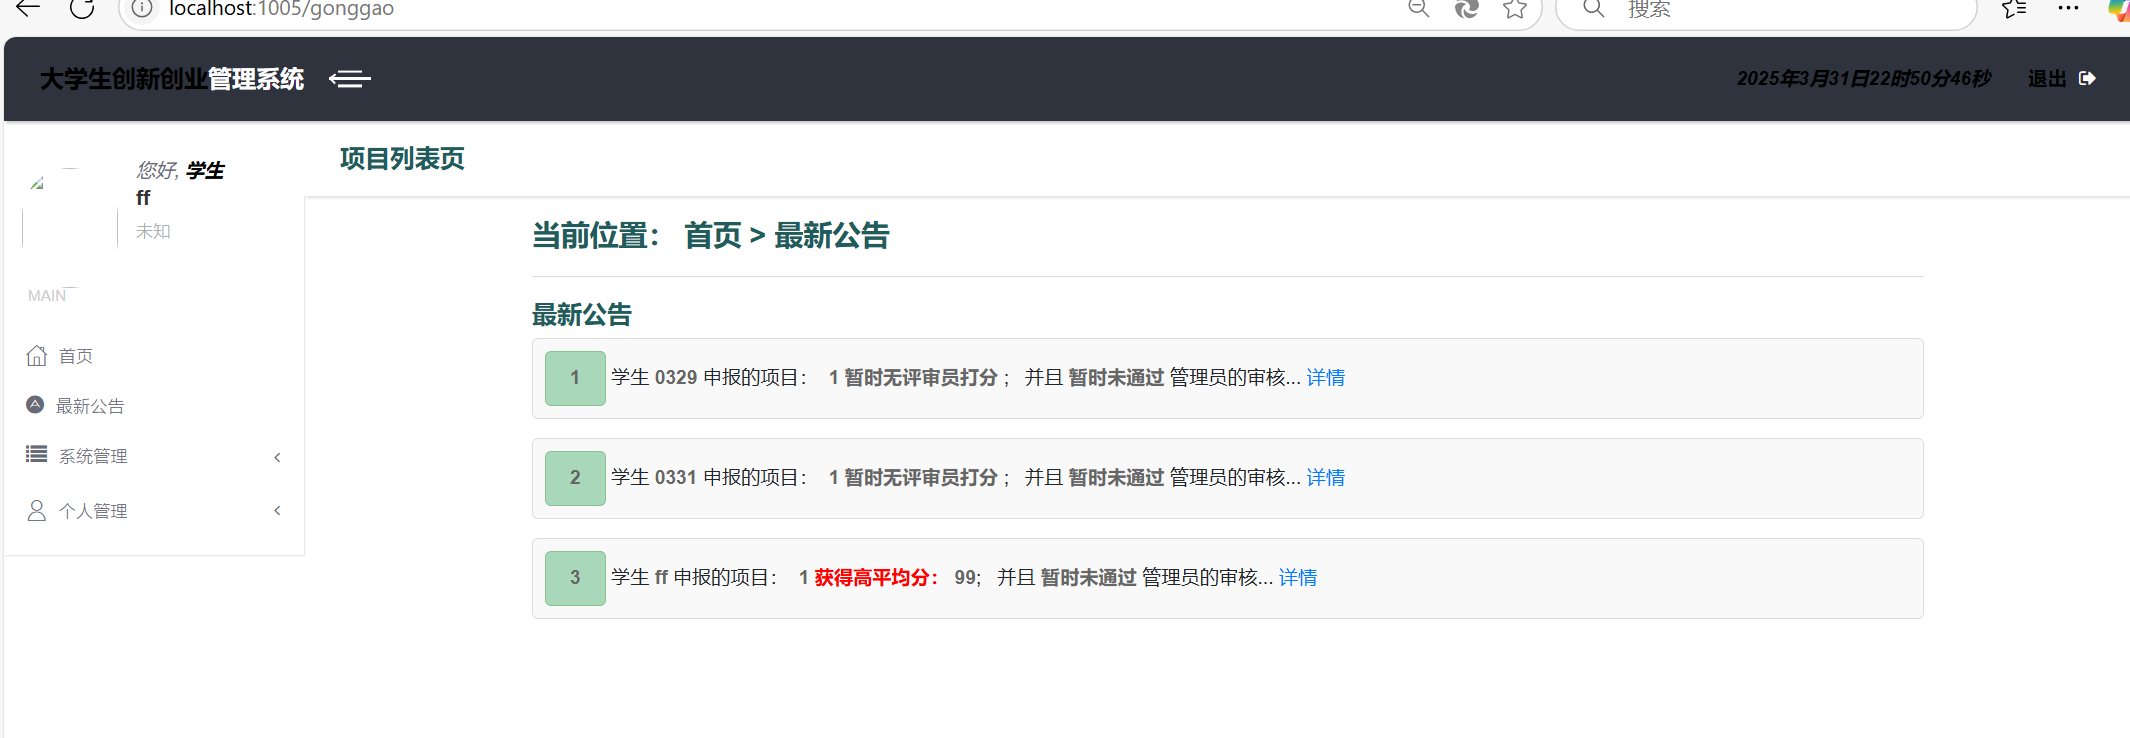 localhost:1005/gonggao
搜索
大学生创新创业管理系统
2025年3月31日22时50分46秒
退出
您好, 学生
ff
未知
MAIN
首页
最新公告
系统管理
个人管理
项目列表页
当前位置： 首页 > 最新公告
最新公告
1 学生 0329 申报的项目： 1 暂时无评审员打分 ； 并且 暂时未通过 管理员的审核... 详情
2 学生 0331 申报的项目： 1 暂时无评审员打分 ； 并且 暂时未通过 管理员的审核... 详情
3 学生 ff 申报的项目： 1 获得高平均分： 99; 并且 暂时未通过 管理员的审核... 详情